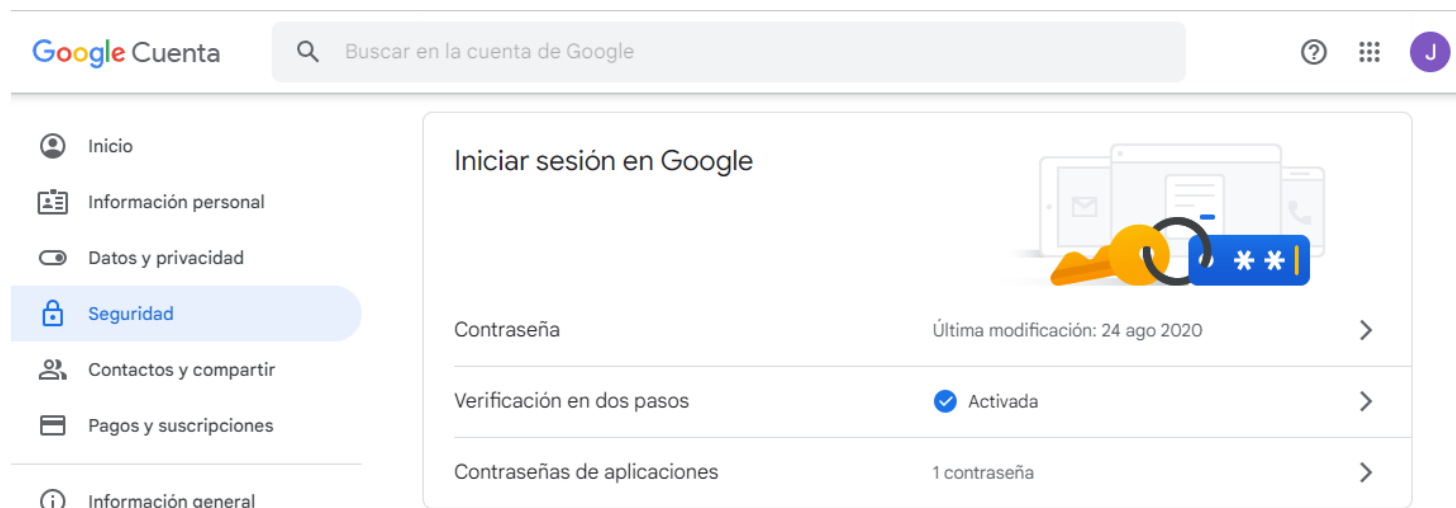 Google Cuenta
Buscar en la cuenta de Google
J
Inicio
Información personal
Datos y privacidad
Seguridad
Contactos y compartir
Pagos y suscripciones
Información general
Iniciar sesión en Google
**
Contraseña Última modificación: 24 ago 2020
Verificación en dos pasos Activada
Contraseñas de aplicaciones 1 contraseña